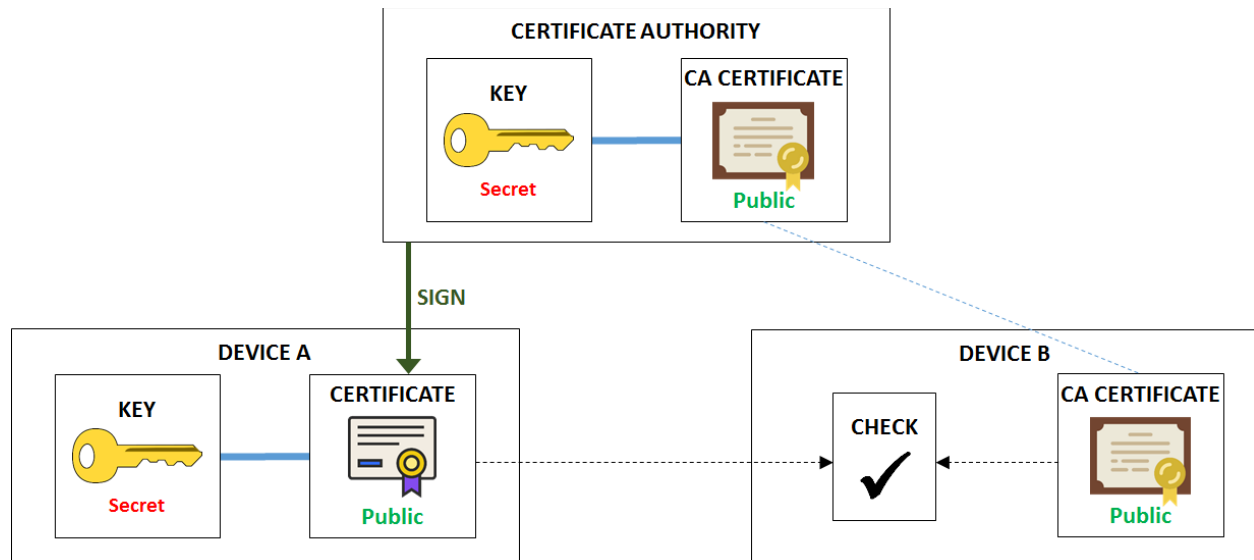 CERTIFICATE AUTHORITY
KEY
Secret
CA CERTIFICATE
Public
SIGN
DEVICE A
KEY
Secret
CERTIFICATE
Public
DEVICE B
CHECK
CA CERTIFICATE
Public